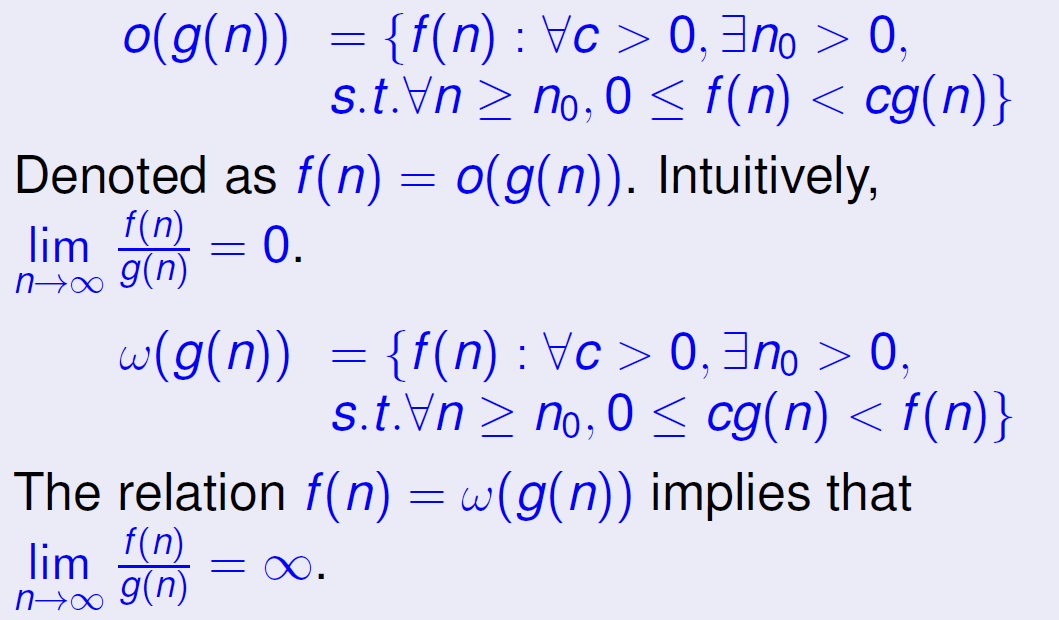 o(g(n)) = {f(n) : ∀c > 0, ∃n₀ > 0,
s.t.∀n ≥ n₀, 0 ≤ f(n) < cg(n)}
Denoted as f(n) = o(g(n)). Intuitively,
lim_{n→∞} f(n)/g(n) = 0.
ω(g(n)) = {f(n) : ∀c > 0, ∃n₀ > 0,
s.t.∀n ≥ n₀, 0 ≤ cg(n) < f(n)}
The relation f(n) = ω(g(n)) implies that
lim_{n→∞} f(n)/g(n) = ∞.